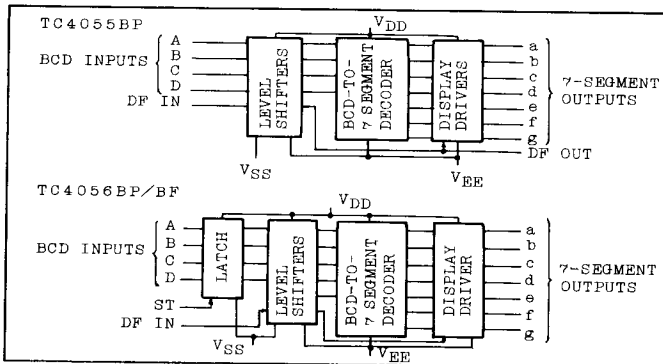 TC4055BP
VDD
BCD INPUTS
A
B
C
D
DF IN
LEVEL SHIFTERS
BCD-TO-7 SEGMENT DECODER
DISPLAY DRIVERS
a
b
c
d
e
f
g
7-SEGMENT OUTPUTS
DF OUT
VSS
VEE
TC4056BP/BF
VDD
BCD INPUTS
A
B
C
D
ST
DF IN
LATCH
LEVEL SHIFTERS
BCD-TO-7 SEGMENT DECODER
DISPLAY DRIVER
a
b
c
d
e
f
g
7-SEGMENT OUTPUTS
VSS
VEE